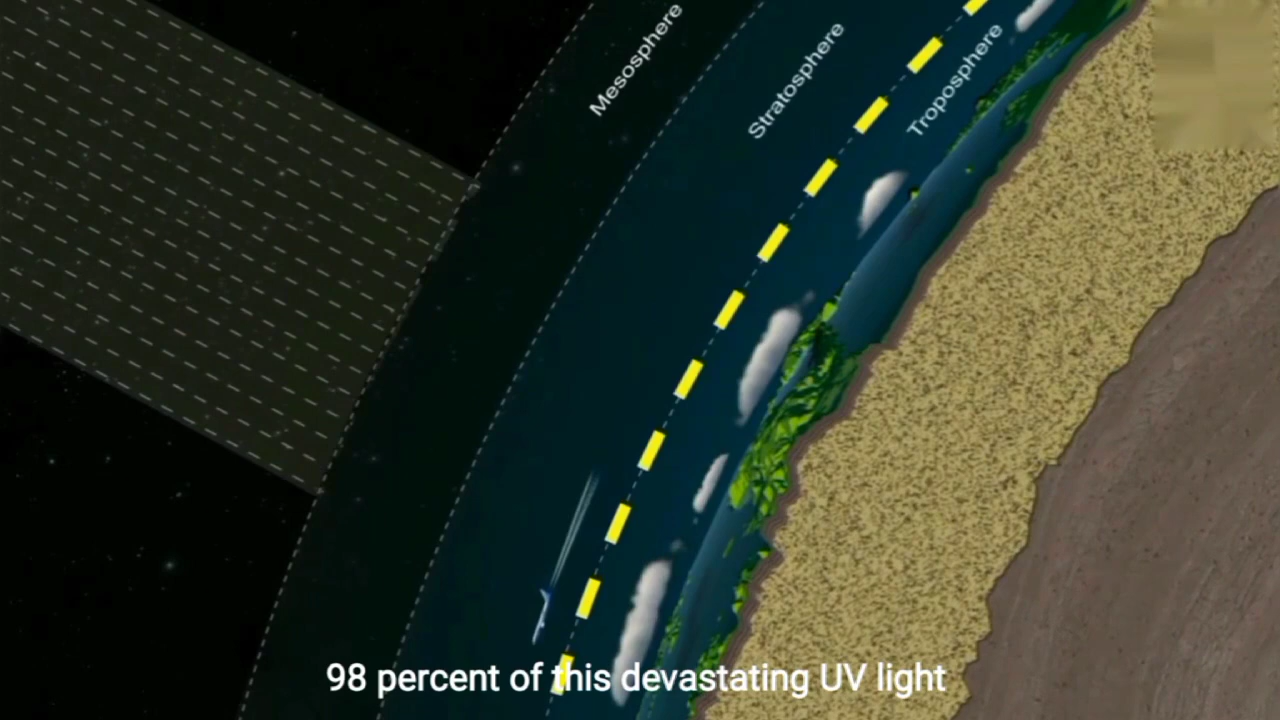 Mesosphere
Stratosphere
Troposphere
98 percent of this devastating UV light